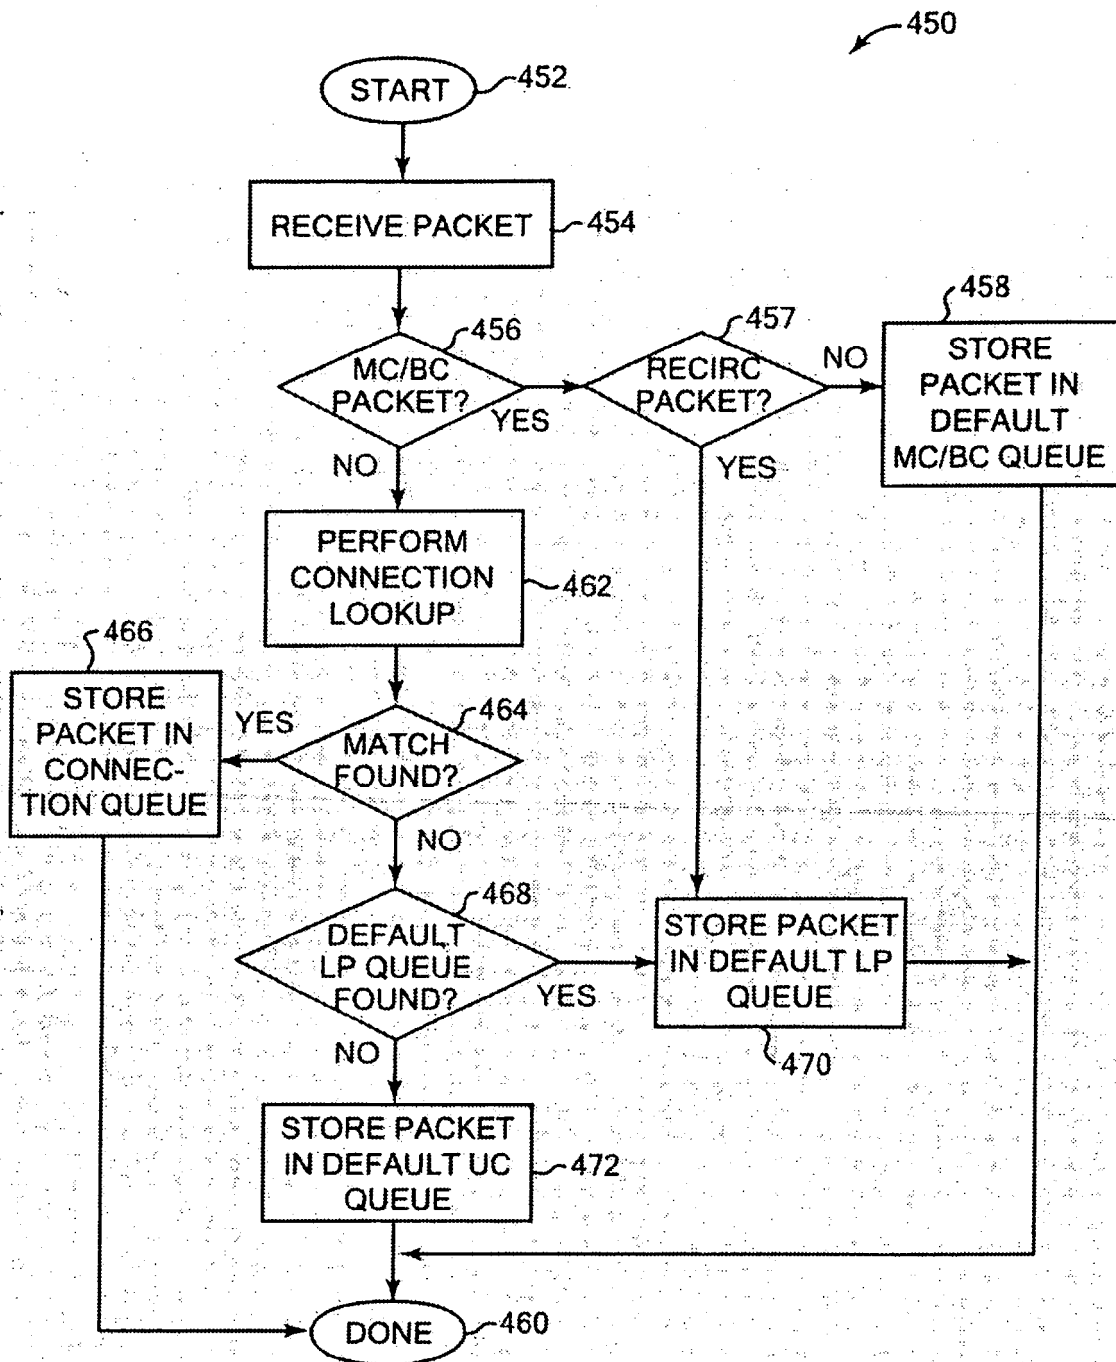 450
START
452
RECEIVE PACKET
454
456
MC/BC
PACKET?
YES
NO
457
RECIRC
PACKET?
NO
YES
458
STORE
PACKET IN
DEFAULT
MC/BC QUEUE
PERFORM
CONNECTION
LOOKUP
462
466
STORE
PACKET IN
CONNEC-
TION QUEUE
YES
464
MATCH
FOUND?
NO
468
DEFAULT
LP QUEUE
FOUND?
YES
NO
STORE PACKET
IN DEFAULT LP
QUEUE
470
STORE PACKET
IN DEFAULT UC
QUEUE
472
DONE
460